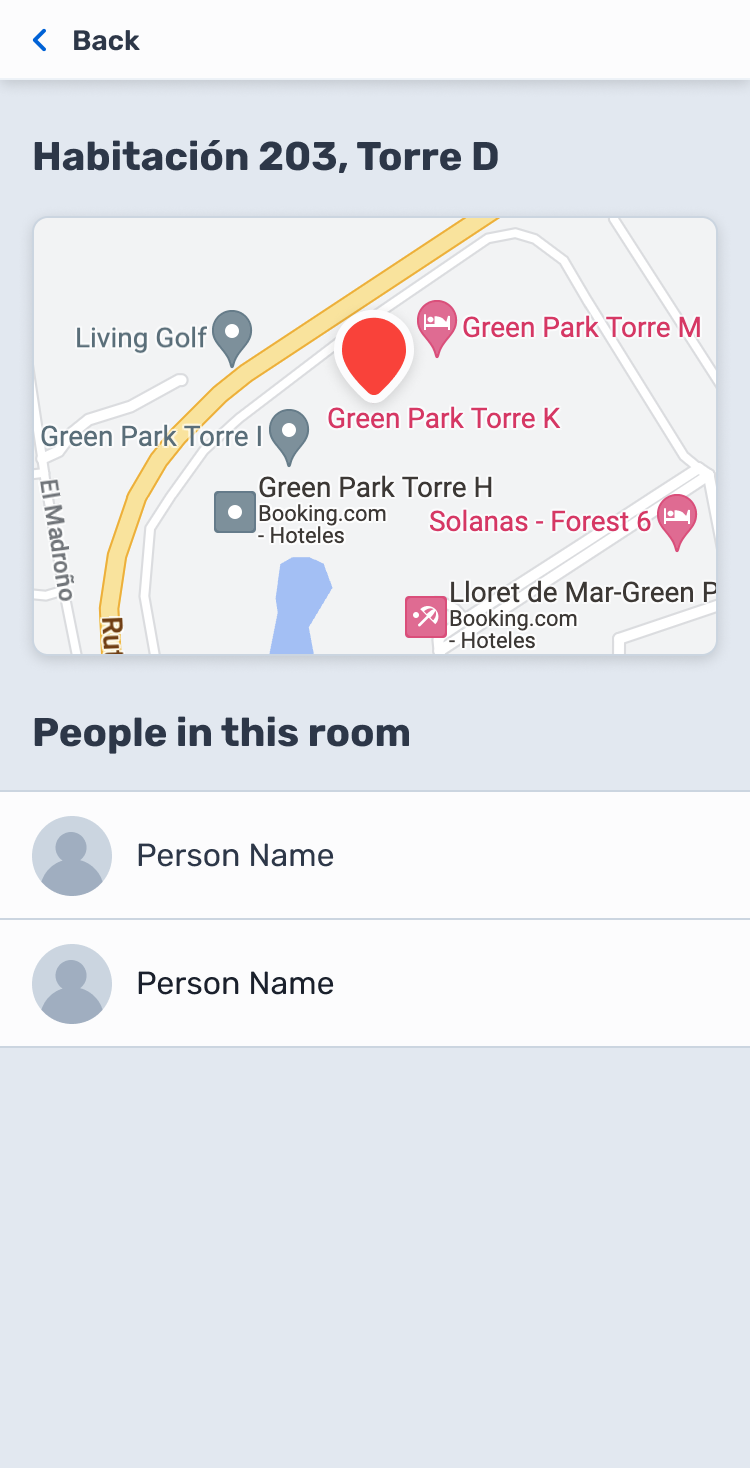 Back
Habitación 203, Torre D
Living Golf
Green Park Torre M
Green Park Torre K
Green Park Torre I
Green Park Torre H
Booking.com
- Hoteles
Solanas - Forest 6
El Madroño
Lloret de Mar-Green P
Booking.com
- Hoteles
Rut
People in this room
Person Name
Person Name